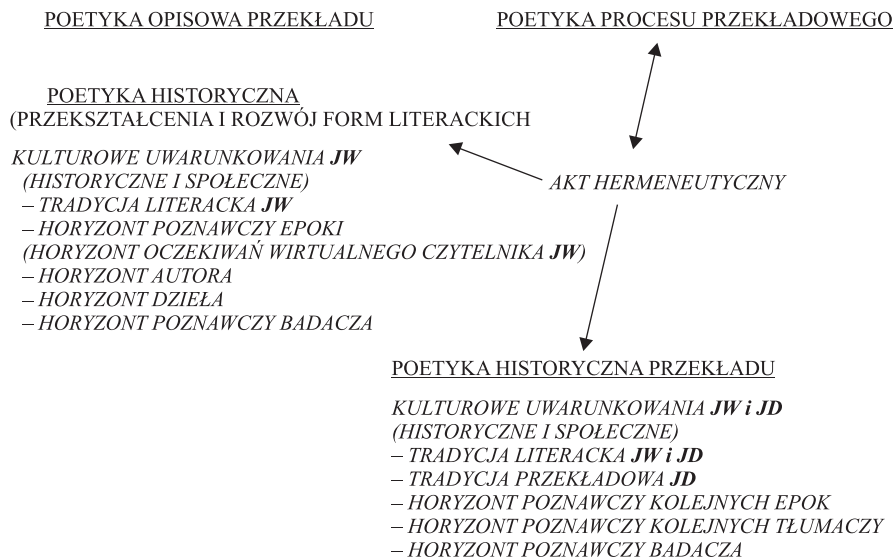 POETYKA OPISOWA PRZEKŁADU
POETYKA PROCESU PRZEKŁADOWEGO
POETYKA HISTORYCZNA
(PRZEKSZTAŁCENIA I ROZWÓJ FORM LITERACKICH
KULTUROWE UWARUNKOWANIA JW
(HISTORYCZNE I SPOŁECZNE)
– TRADYCJA LITERACKA JW
– HORYZONT POZNAWCZY EPOKI
(HORYZONT OCZEKIWAŃ WIRTUALNEGO CZYTELNIKA JW)
– HORYZONT AUTORA
– HORYZONT DZIEŁA
– HORYZONT POZNAWCZY BADACZA
AKT HERMENEUTYCZNY
POETYKA HISTORYCZNA PRZEKŁADU
KULTUROWE UWARUNKOWANIA JW i JD
(HISTORYCZNE I SPOŁECZNE)
– TRADYCJA LITERACKA JW i JD
– TRADYCJA PRZEKŁADOWA JD
– HORYZONT POZNAWCZY KOLEJNYCH EPOK
– HORYZONT POZNAWCZY KOLEJNYCH TŁUMACZY
– HORYZONT POZNAWCZY BADACZA